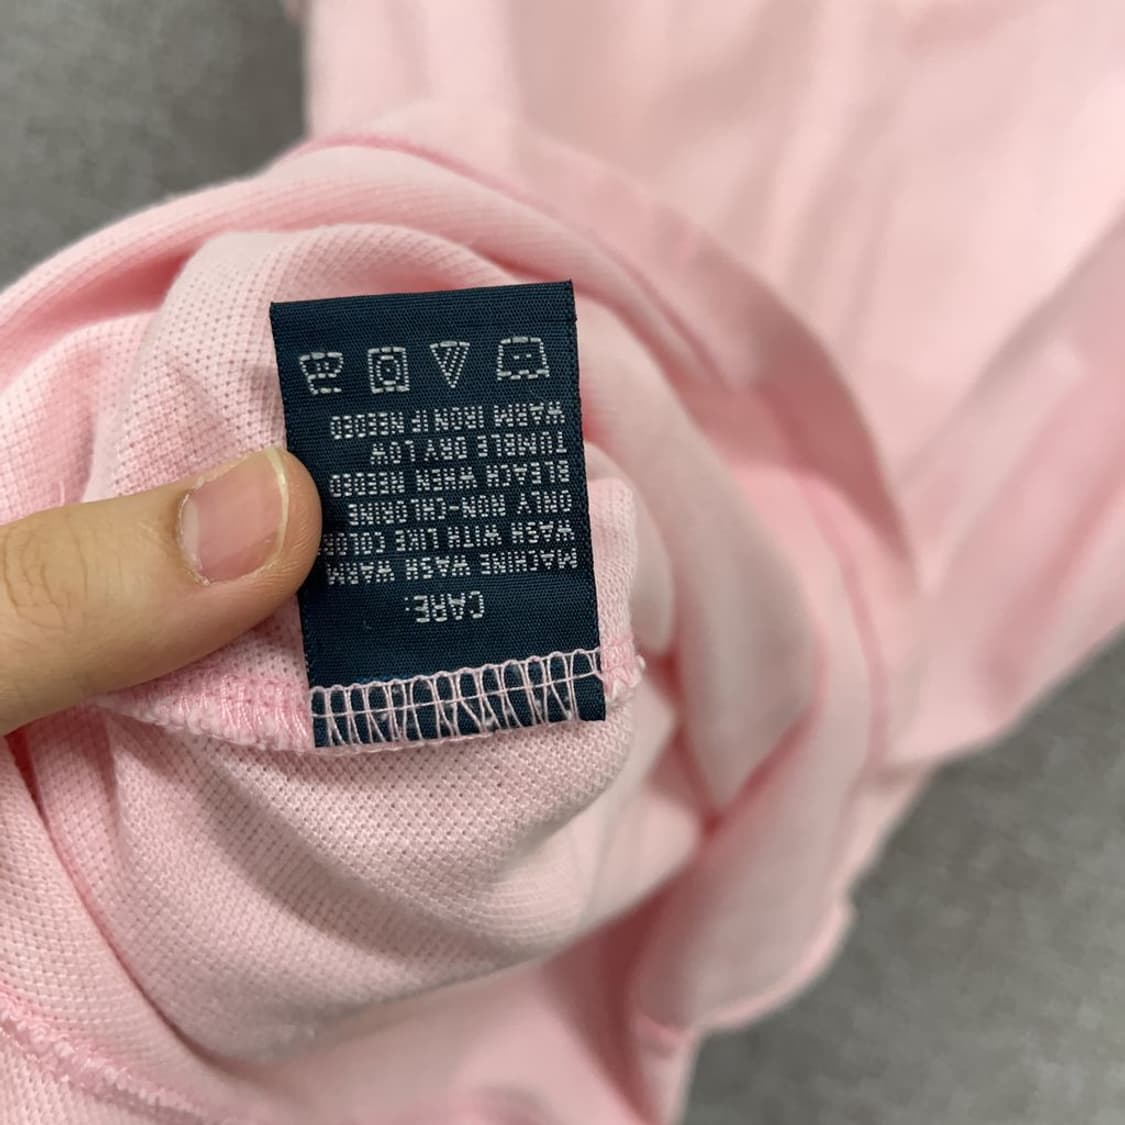 CARE:
MACHINE WASH WARM
WASH WITH LIKE COLORS
ONLY NON-CHLORINE
BLEACH WHEN NEEDED
TUMBLE DRY LOW
WARM IRON IF NEEDED